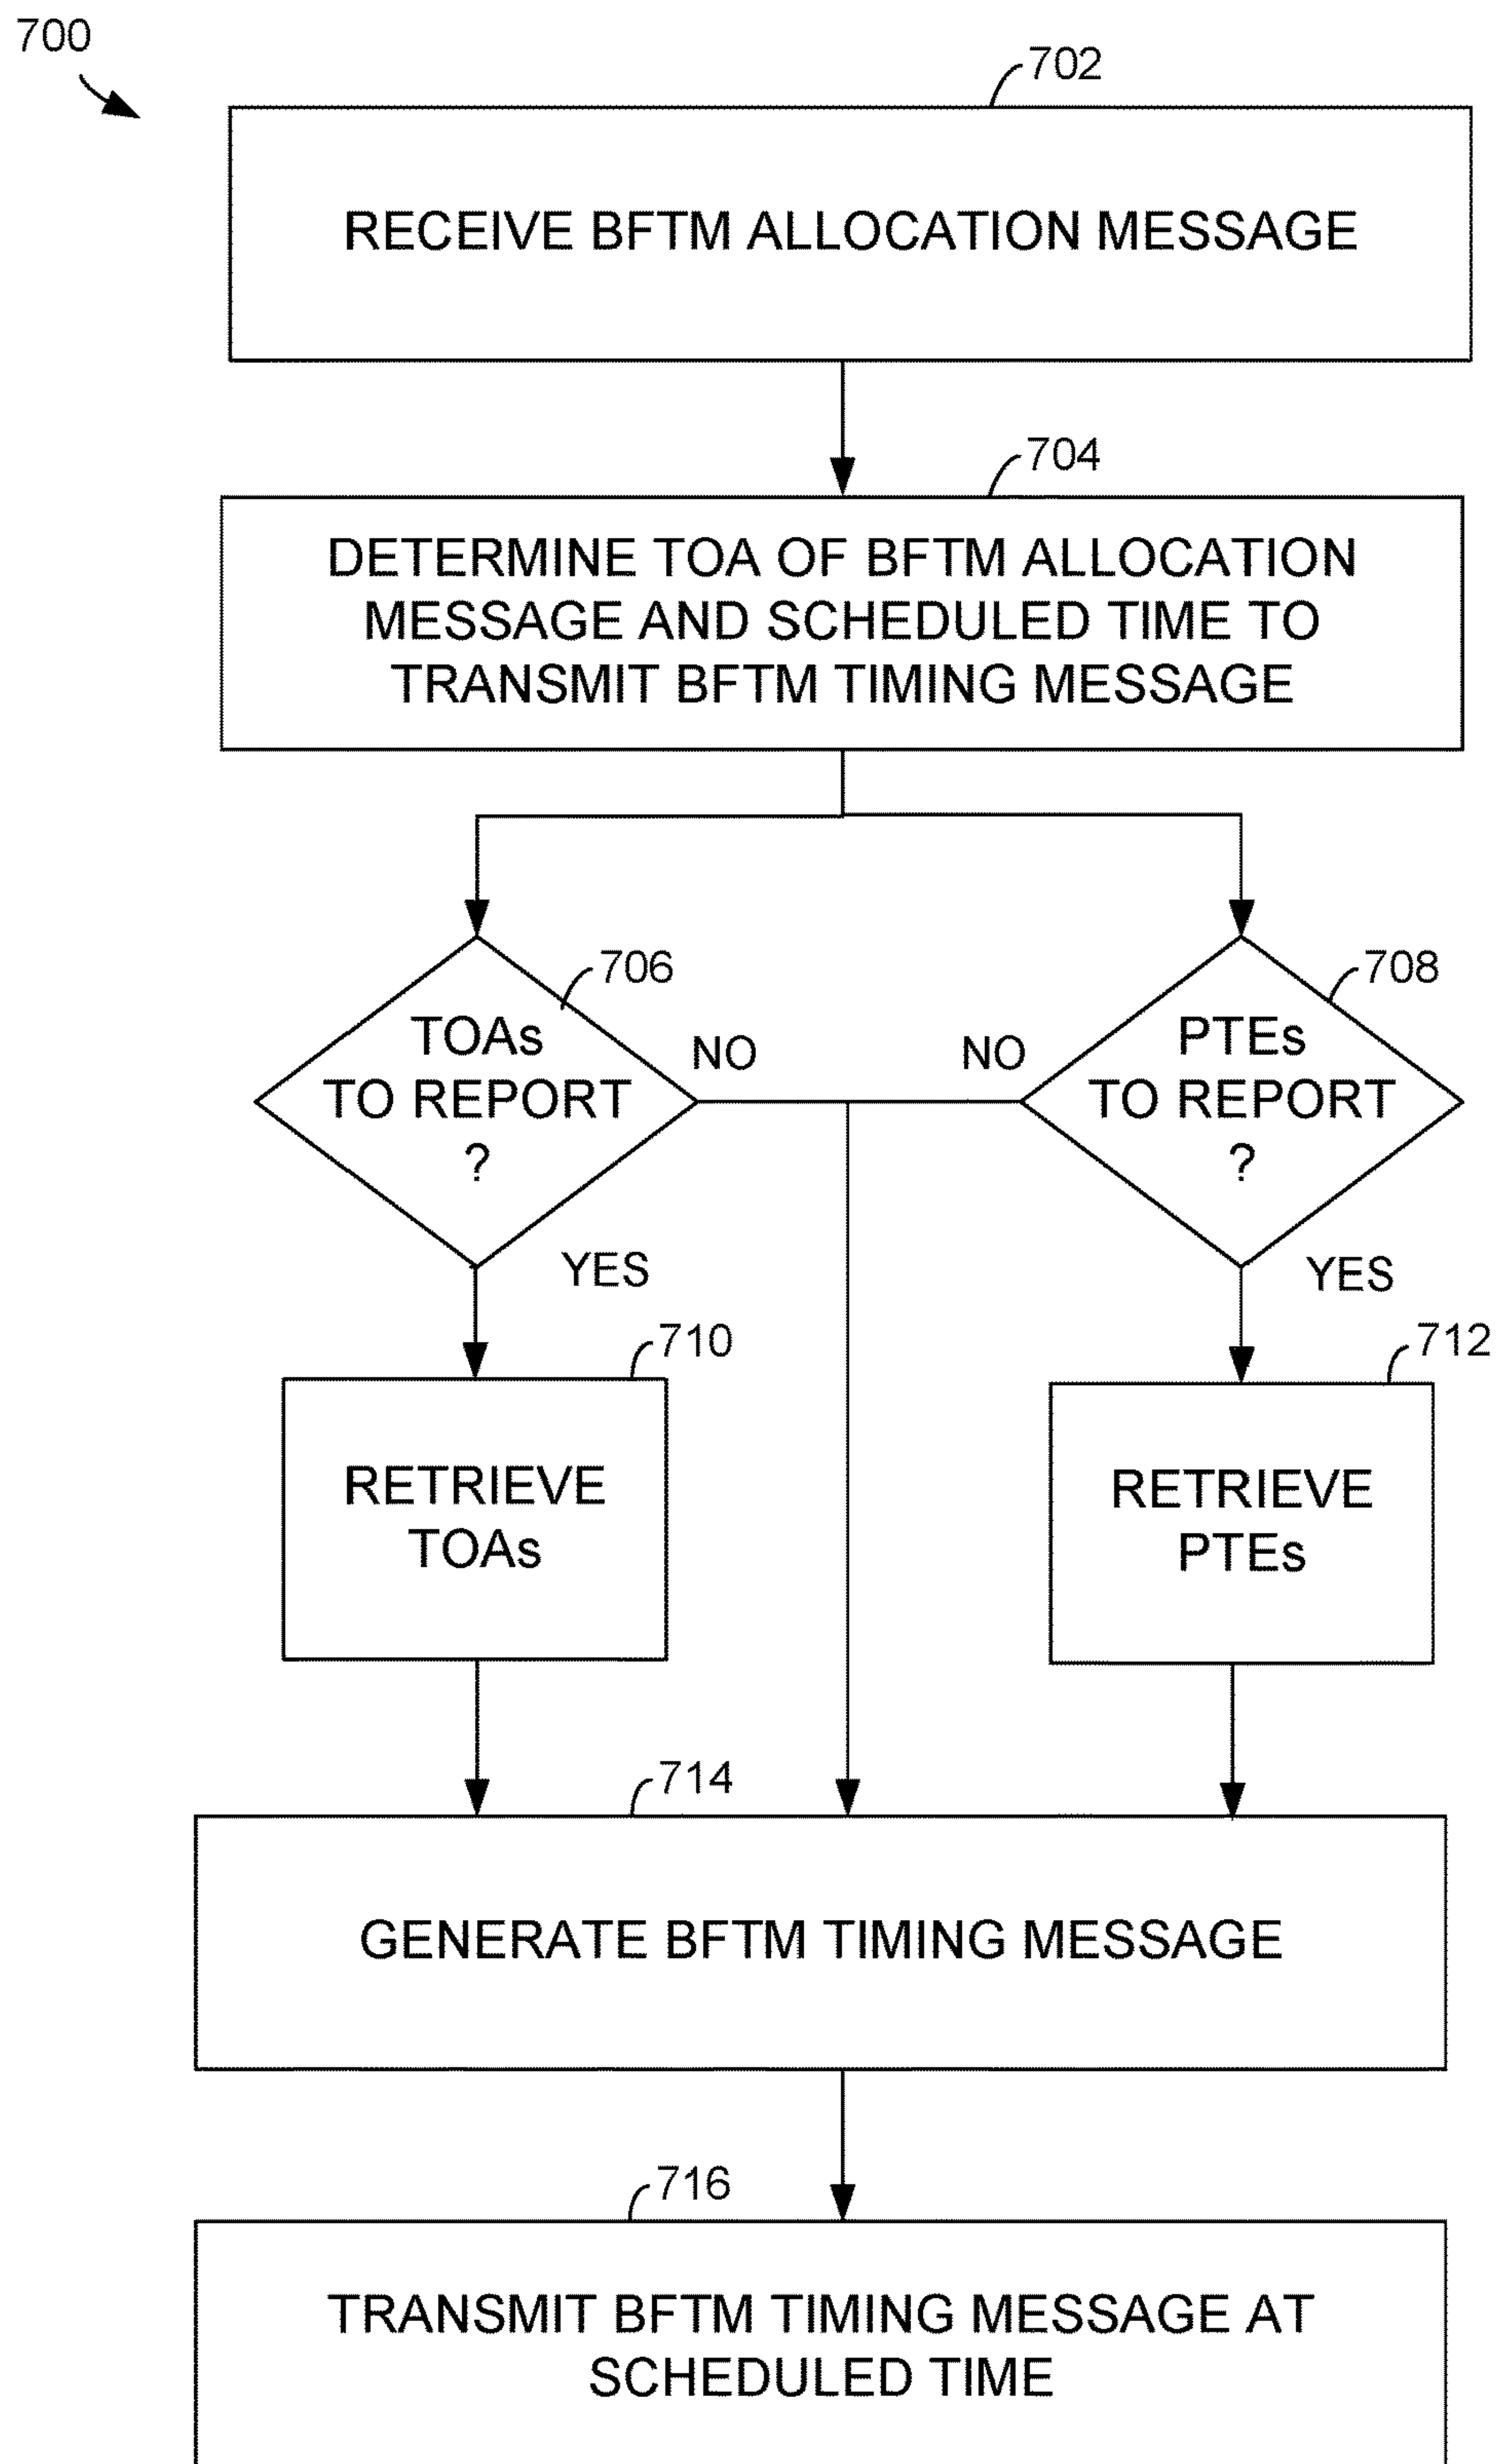 700
702
RECEIVE BFTM ALLOCATION MESSAGE
704
DETERMINE TOA OF BFTM ALLOCATION
MESSAGE AND SCHEDULED TIME TO
TRANSMIT BFTM TIMING MESSAGE
706
TOAs
TO REPORT
?
NO
YES
708
PTEs
TO REPORT
?
NO
YES
710
RETRIEVE
TOAs
712
RETRIEVE
PTEs
714
GENERATE BFTM TIMING MESSAGE
716
TRANSMIT BFTM TIMING MESSAGE AT
SCHEDULED TIME